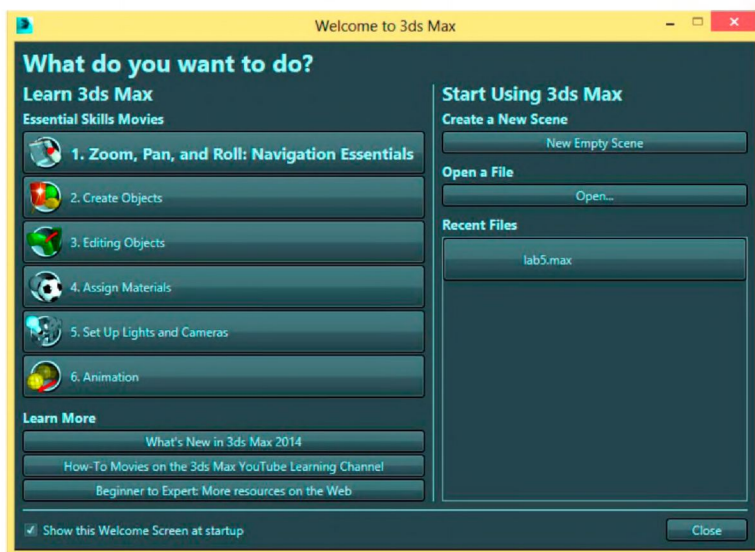 Welcome to 3ds Max
What do you want to do?
Learn 3ds Max
Essential Skills Movies
1. Zoom, Pan, and Roll: Navigation Essentials
2. Create Objects
3. Editing Objects
4. Assign Materials
5. Set Up Lights and Cameras
6. Animation
Learn More
What's New in 3ds Max 2014
How-To Movies on the 3ds Max YouTube Learning Channel
Beginner to Expert: More resources on the Web
Start Using 3ds Max
Create a New Scene
New Empty Scene
Open a File
Open...
Recent Files
lab5.max
Show this Welcome Screen at startup
Close